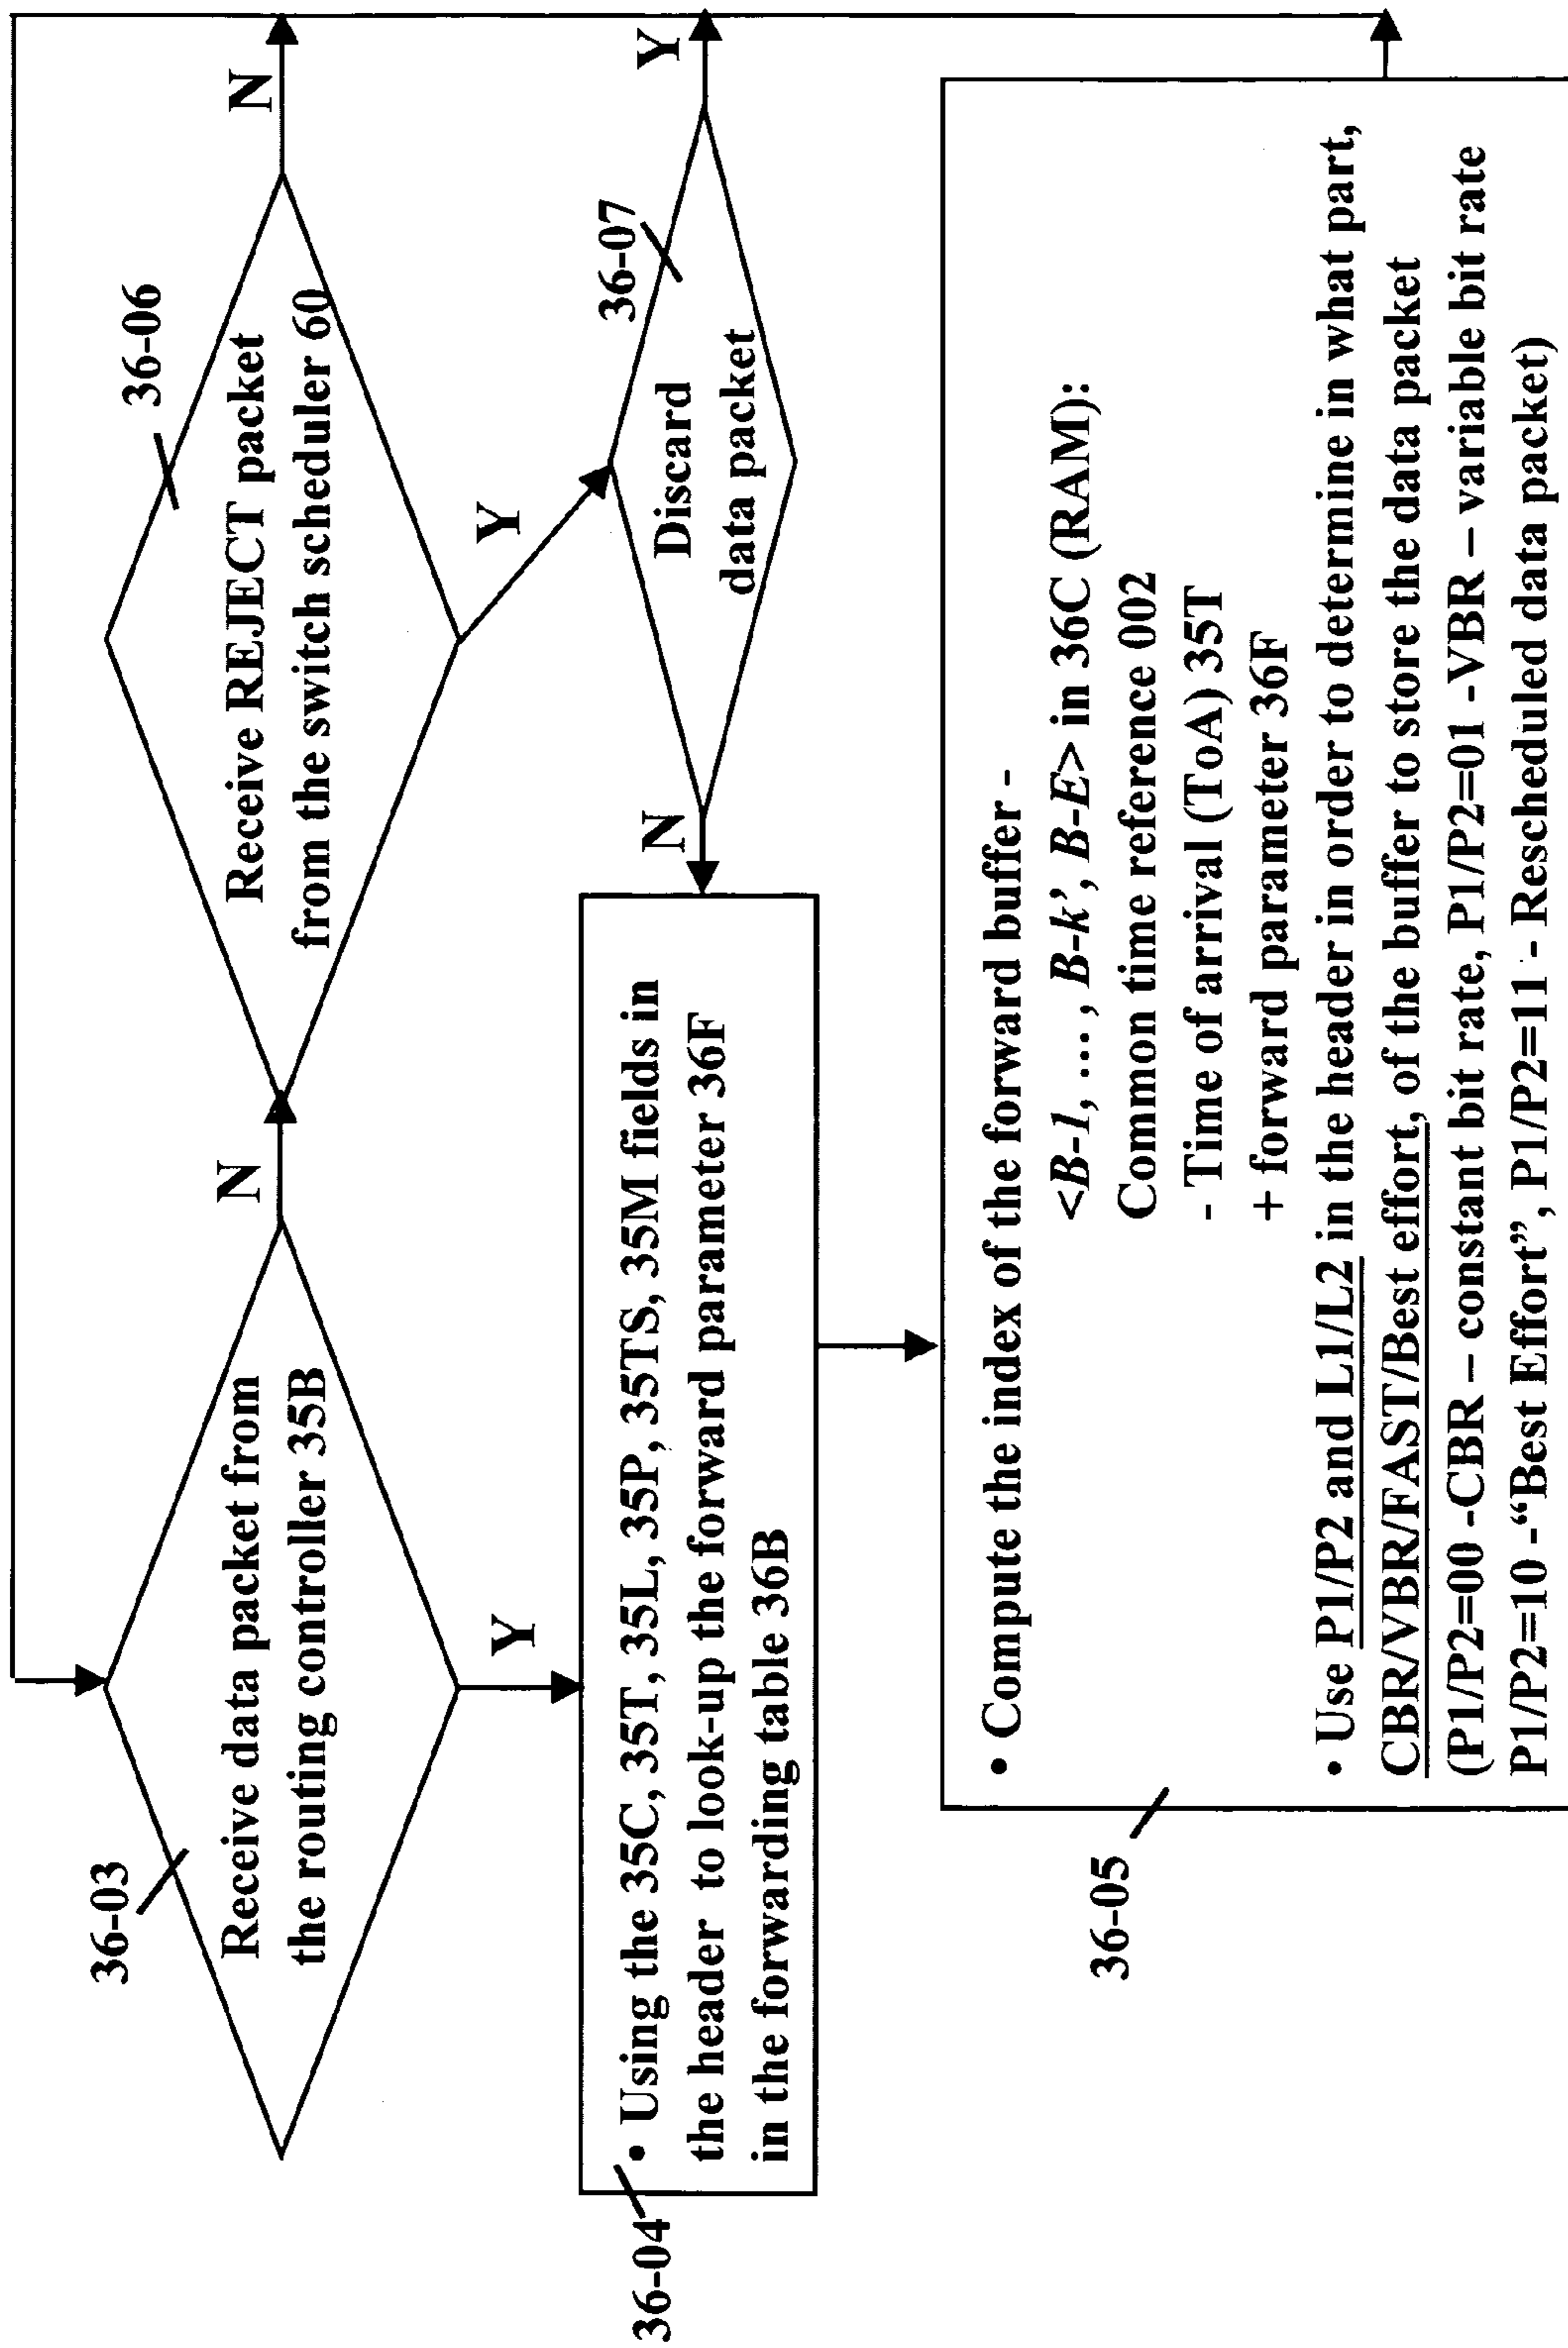 36-03
Receive data packet from
the routing controller 35B
N
Y
36-06
Receive REJECT packet
from the switch scheduler 60
N
Y
36-04
• Using the 35C, 35T, 35L, 35P, 35TS, 35M fields in
the header to look-up the forward parameter 36F
in the forwarding table 36B
36-07
Discard
data packet
N
Y
36-05
• Compute the index of the forward buffer -
<B-1, ..., B-k', B-E> in 36C (RAM):
Common time reference 002
- Time of arrival (ToA) 35T
+ forward parameter 36F
• Use P1/P2 and L1/L2 in the header in order to determine in what part,
CBR/VBR/FAST/Best effort, of the buffer to store the data packet
(P1/P2=00 -CBR – constant bit rate, P1/P2=01 -VBR – variable bit rate
P1/P2=10 -“Best Effort”, P1/P2=11 - Rescheduled data packet)